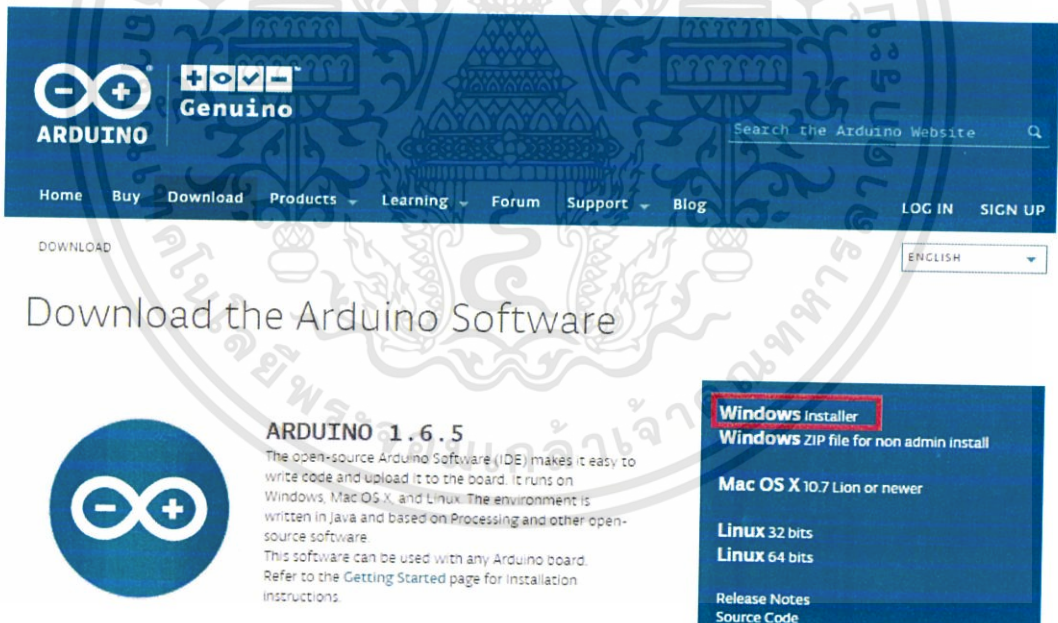 ARDUINO
Genuino
Search the Arduino Website
Home Buy Download Products Learning Forum Support Blog
LOG IN SIGN UP
DOWNLOAD
ENGLISH
Download the Arduino Software
ARDUINO 1.6.5
The open-source Arduino Software (IDE) makes it easy to
write code and upload it to the board. It runs on
Windows, Mac OS X, and Linux. The environment is
written in Java and based on Processing and other open-
source software.
This software can be used with any Arduino board.
Refer to the Getting Started page for Installation
instructions.
Windows Installer
Windows ZIP file for non admin install
Mac OS X 10.7 Lion or newer
Linux 32 bits
Linux 64 bits
Release Notes
Source Code